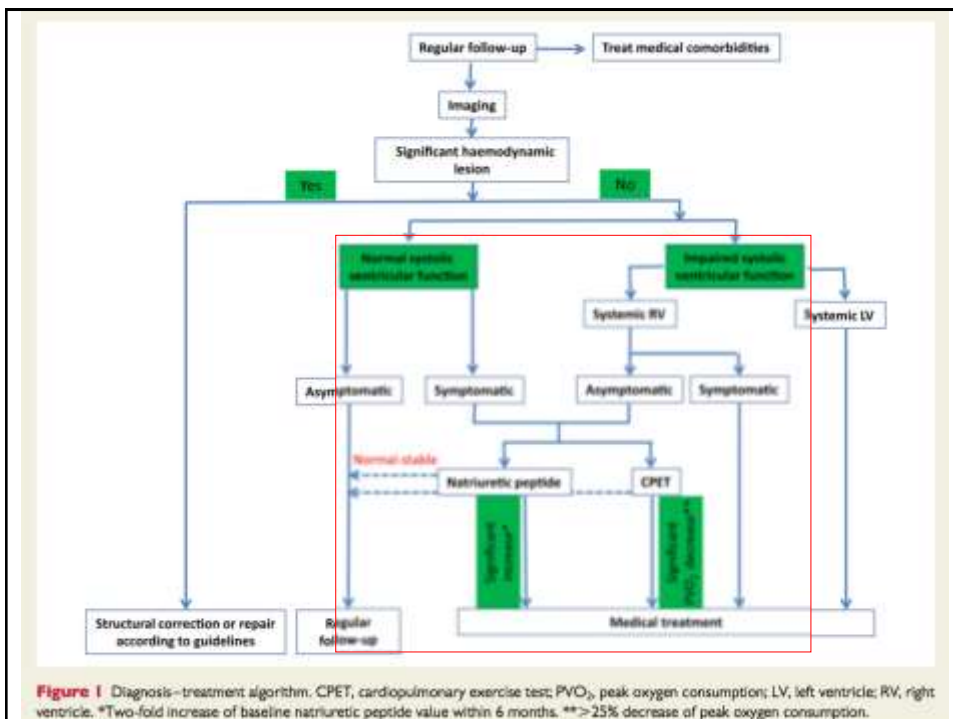 Regular follow-up
Treat medical comorbidities
Imaging
Significant haemodynamic
lesion
Yes
No
Normal systolic
ventricular function
Impaired systolic
ventricular function
Systemic RV
Systemic LV
Asymptomatic
Symptomatic
Asymptomatic
Symptomatic
Normal stable
Natriuretic peptide
CPET
Significant
increase*
Significant
PVO₂ decrease**
Structural correction or repair
according to guidelines
Regular
follow-up
Medical treatment
Figure 1 Diagnosis–treatment algorithm. CPET, cardiopulmonary exercise test; PVO₂, peak oxygen consumption; LV, left ventricle; RV, right
ventricle. *Two-fold increase of baseline natriuretic peptide value within 6 months. **>25% decrease of peak oxygen consumption.